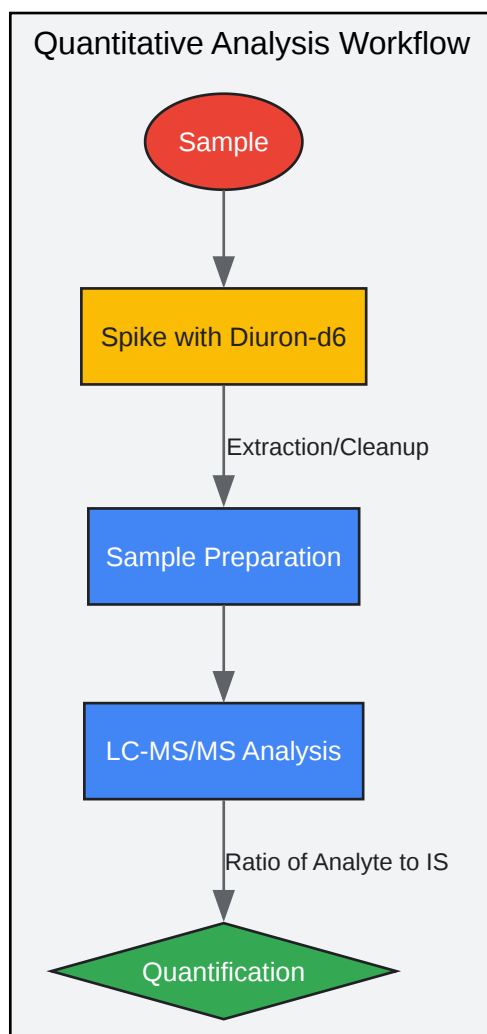 Quantitative Analysis Workflow
Sample
Spike with Diuron-d6
Extraction/Cleanup
Sample Preparation
LC-MS/MS Analysis
Ratio of Analyte to IS
Quantification